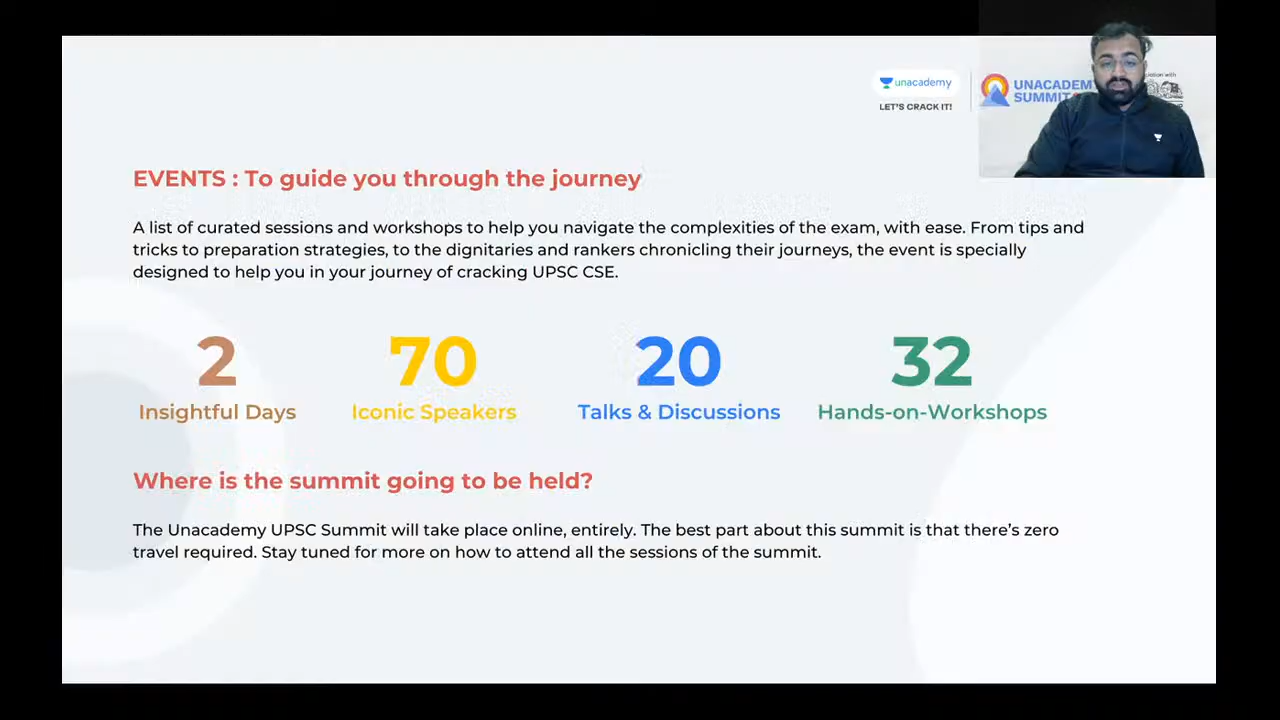 unacademy
LET'S CRACK IT!
UNACADEMY
SUMMIT
with
EVENTS : To guide you through the journey
A list of curated sessions and workshops to help you navigate the complexities of the exam, with ease. From tips and
tricks to preparation strategies, to the dignitaries and rankers chronicling their journeys, the event is specially
designed to help you in your journey of cracking UPSC CSE.
2
Insightful Days
70
Iconic Speakers
20
Talks & Discussions
32
Hands-on-Workshops
Where is the summit going to be held?
The Unacademy UPSC Summit will take place online, entirely. The best part about this summit is that there’s zero
travel required. Stay tuned for more on how to attend all the sessions of the summit.